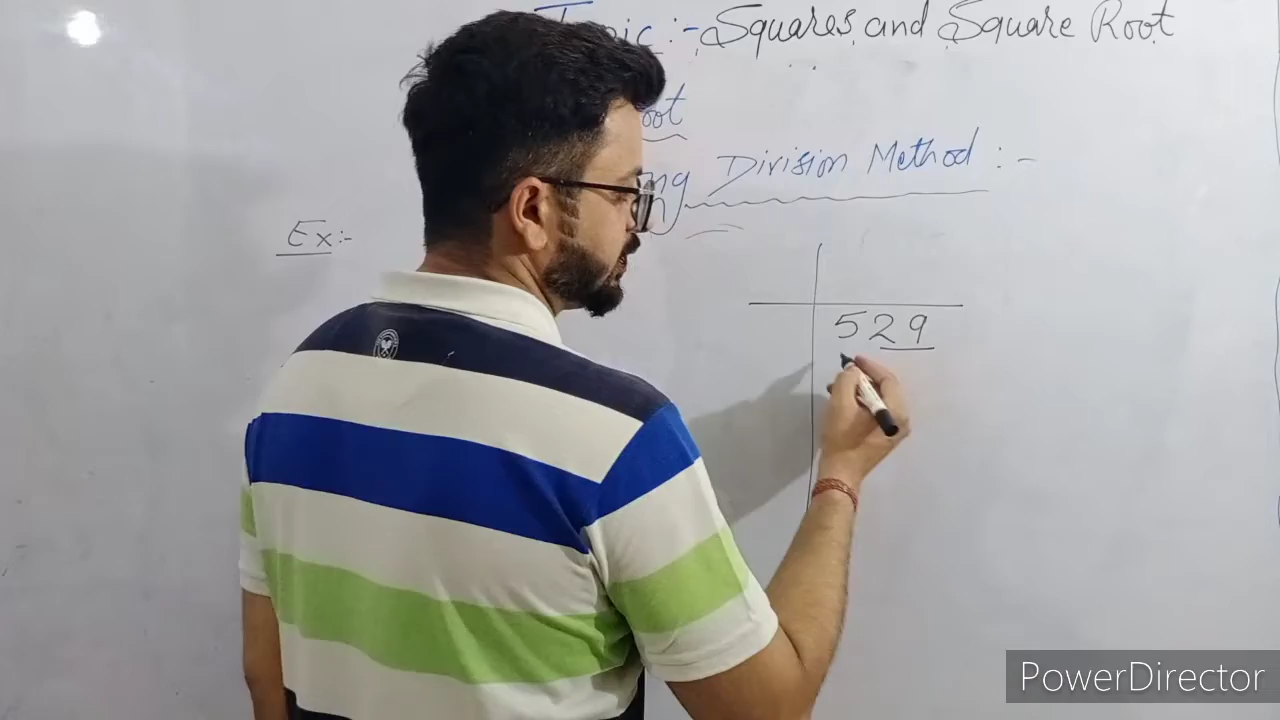 :- Squares and Square Root
Division Method :-
Ex:-
529
PowerDirector